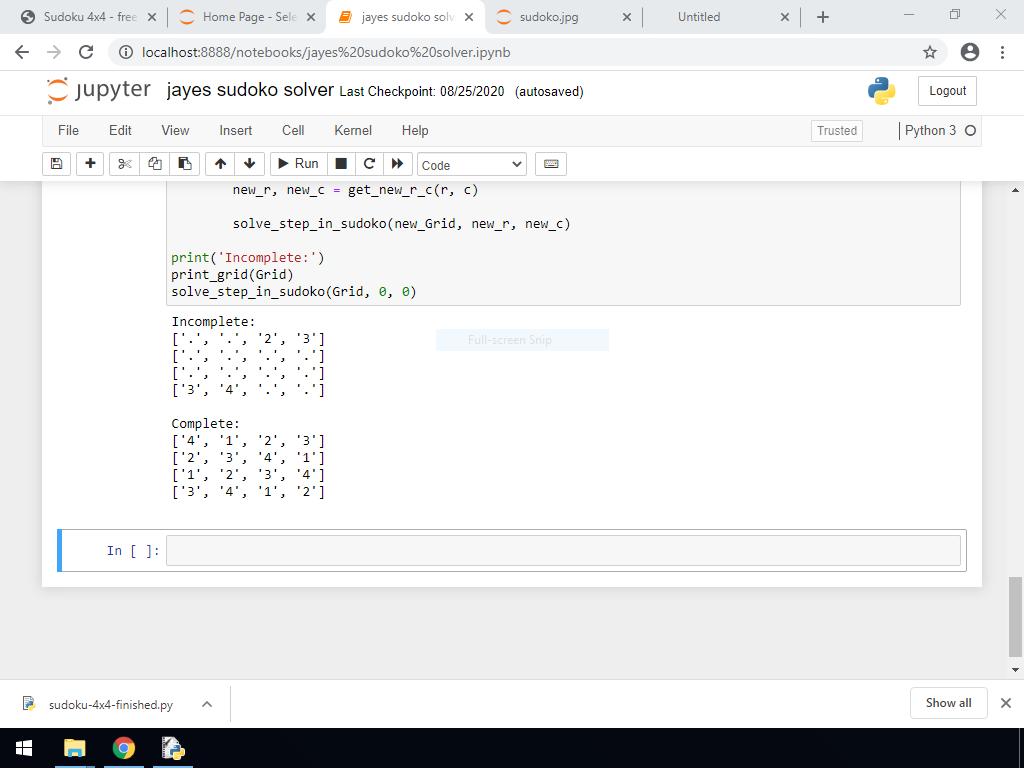 Sudoku 4x4 - free
Home Page - Sele
jayes sudoko solv
sudoko.jpg
Untitled
localhost:8888/notebooks/jayes%20sudoko%20solver.ipynb
jupyter jayes sudoko solver Last Checkpoint: 08/25/2020 (autosaved)
Logout
File Edit View Insert Cell Kernel Help
Trusted
Python 3
Run
Code
new_r, new_c = get_new_r_c(r, c)
solve_step_in_sudoko(new_Grid, new_r, new_c)
print('Incomplete:')
print_grid(Grid)
solve_step_in_sudoko(Grid, 0, 0)
Incomplete:
['.', '.', '2', '3']
['.', '.', '.', '.']
['.', '.', '.', '.']
['3', '4', '.', '.']
Full-screen Snip
Complete:
['4', '1', '2', '3']
['2', '3', '4', '1']
['1', '2', '3', '4']
['3', '4', '1', '2']
In [ ]:
sudoku-4x4-finished.py
Show all